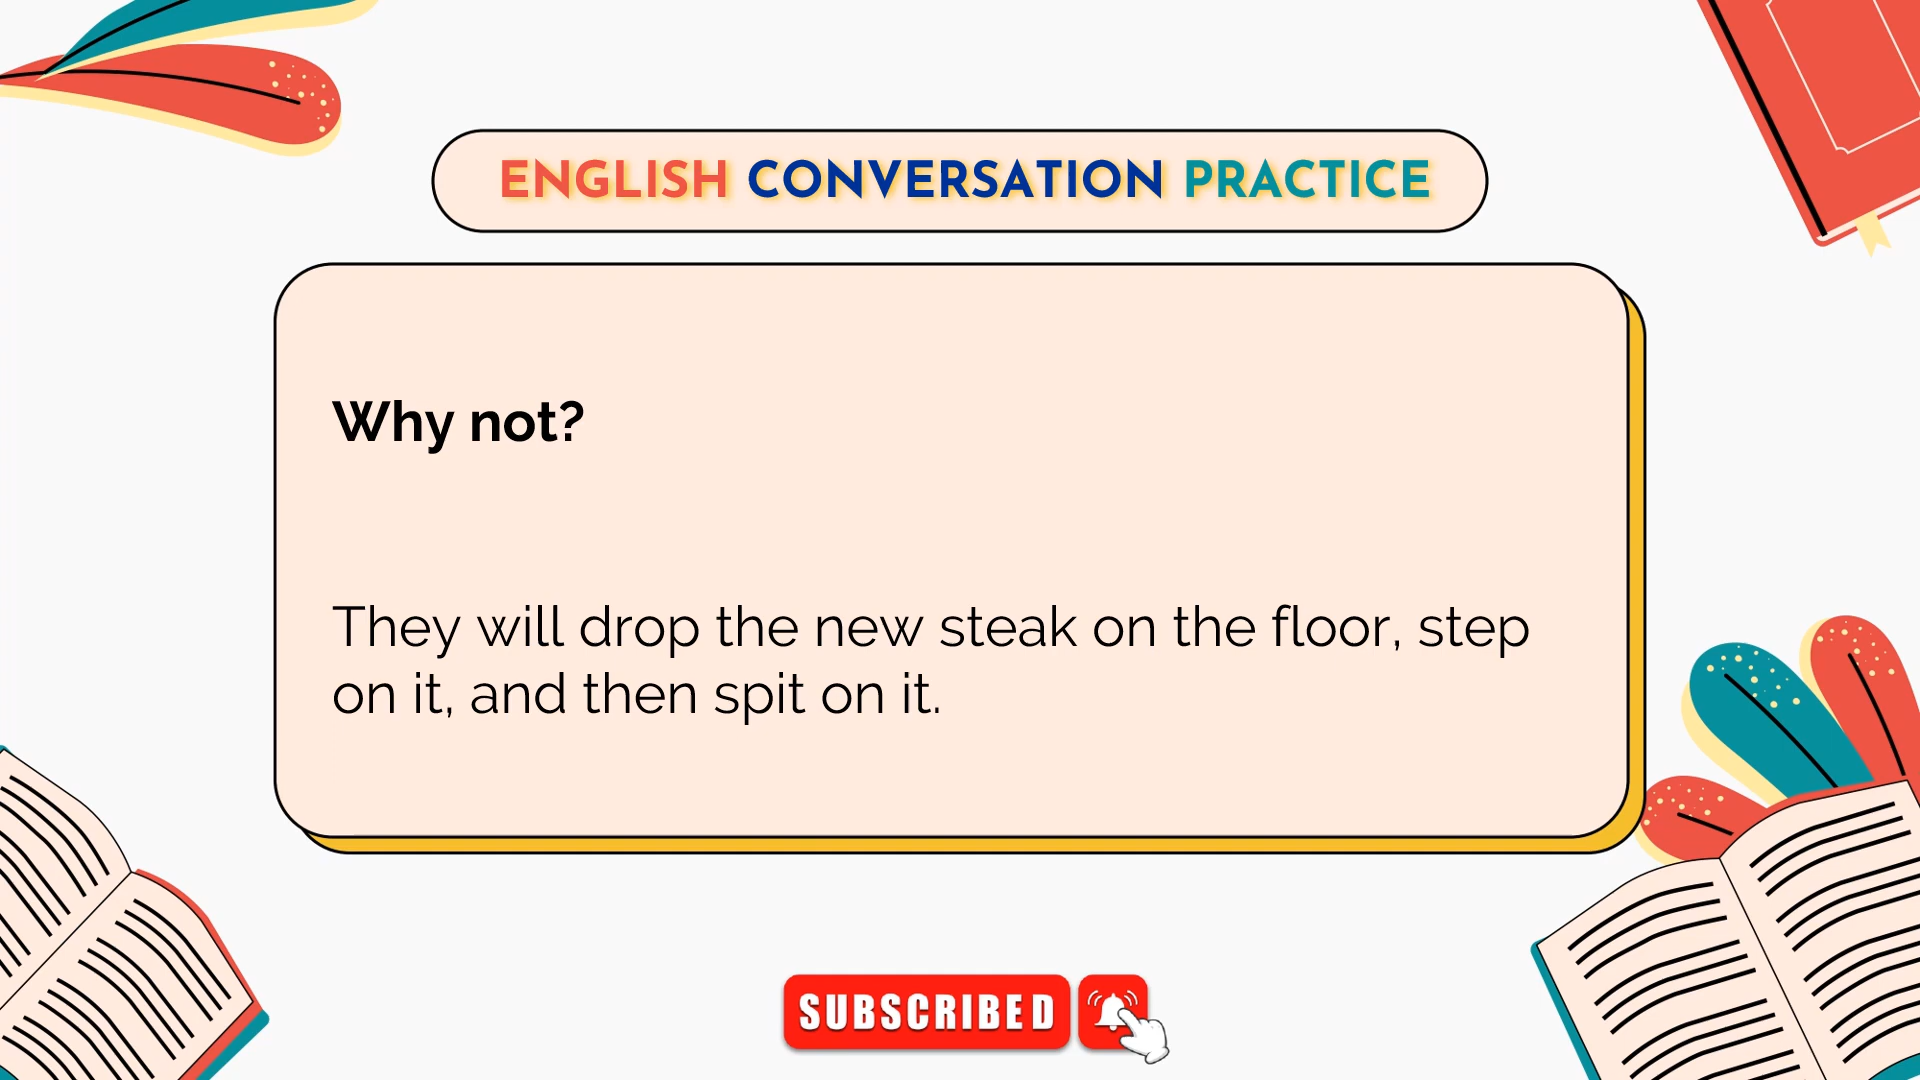 ENGLISH CONVERSATION PRACTICE
Why not?
They will drop the new steak on the floor, step
on it, and then spit on it.
SUBSCRIBED